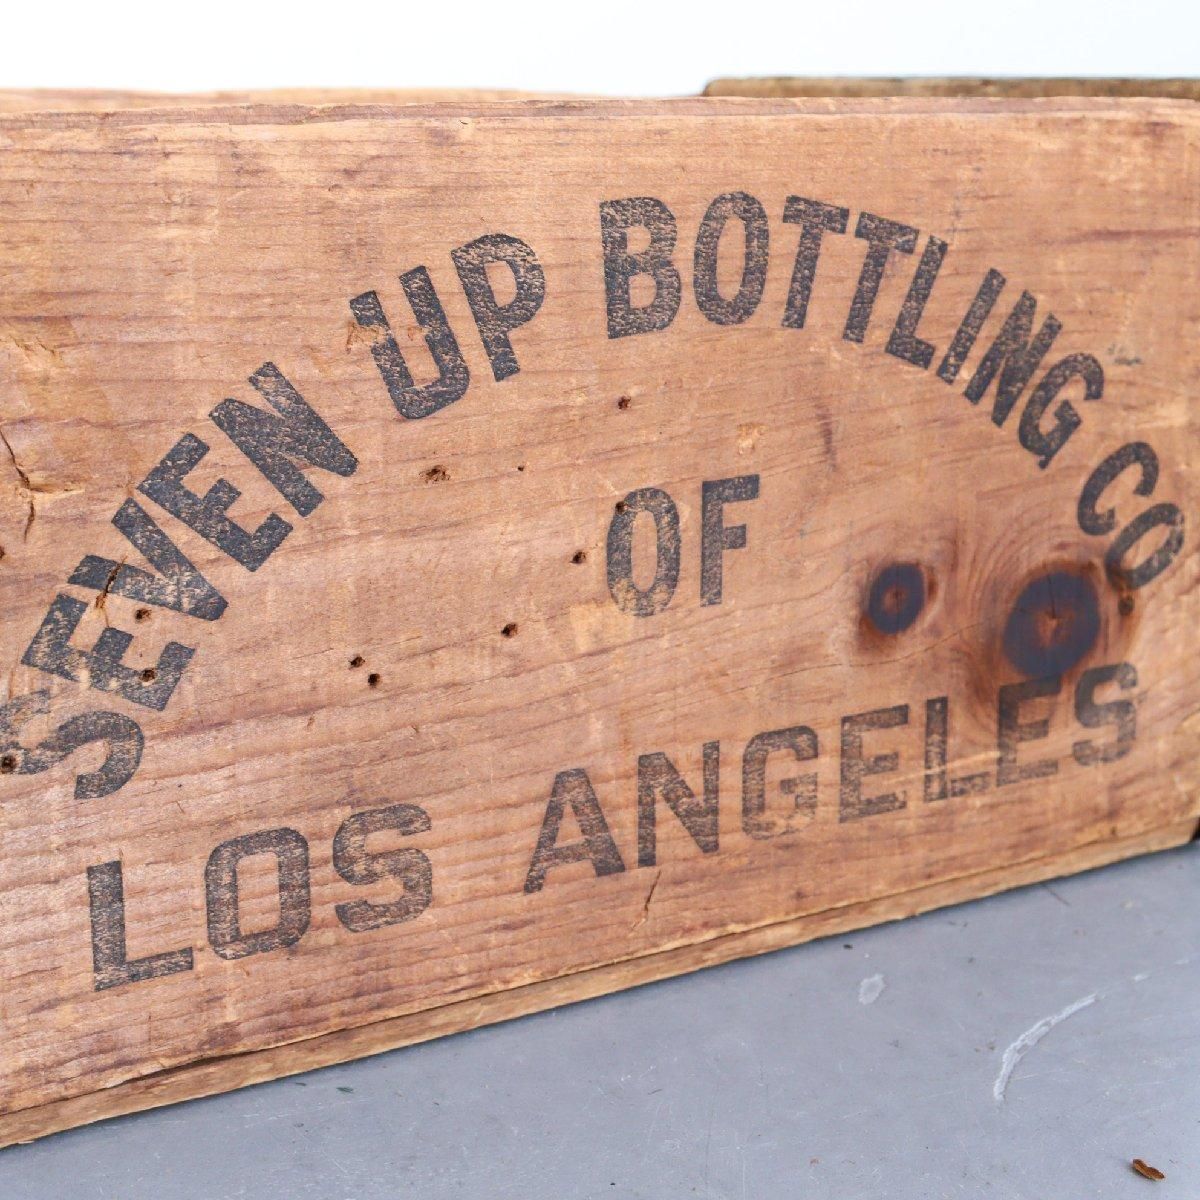 SEVEN UP BOTTLING CO.
OF
LOS ANGELES